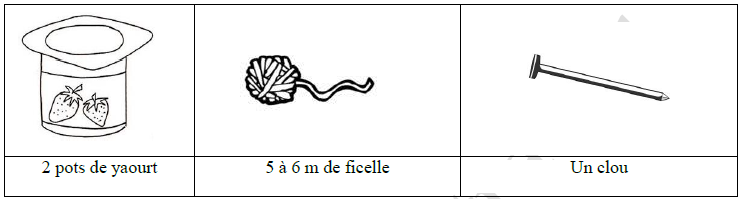 2 pots de yaourt
5 à 6 m de ficelle
Un clou